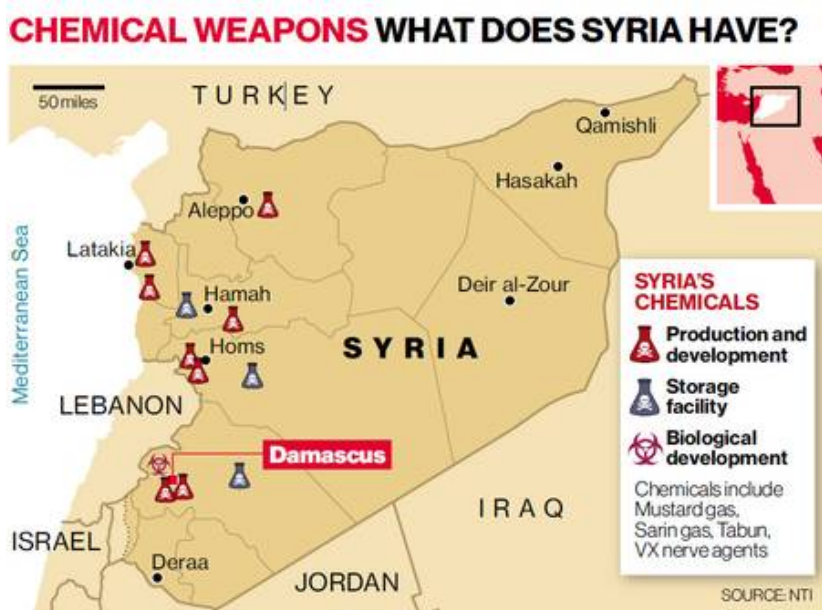 CHEMICAL WEAPONS WHAT DOES SYRIA HAVE?
50 miles
TURKEY
Qamishli
Hasakah
Aleppo
Latakia
Mediterranean Sea
Hamah
Deir al-Zour
Homs
SYRIA
LEBANON
Damascus
IRAQ
ISRAEL
Deraa
JORDAN
SYRIA'S
CHEMICALS
Production and
development
Storage
facility
Biological
development
Chemicals include
Mustard gas,
Sarin gas, Tabun,
VX nerve agents
SOURCE: NTI